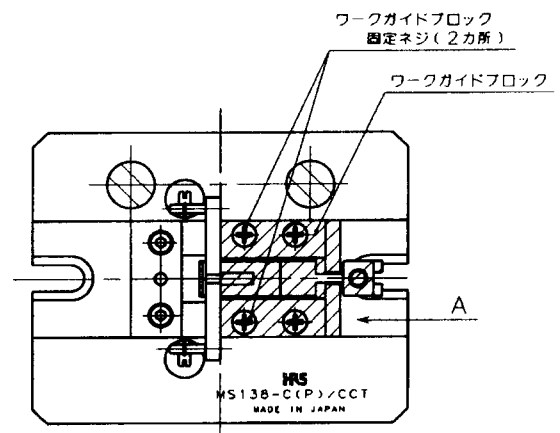 ワークガイドブロック
固定ネジ(2カ所)
ワークガイドブロック
A
HRS
MS138-C(P)/CCT
MADE IN JAPAN